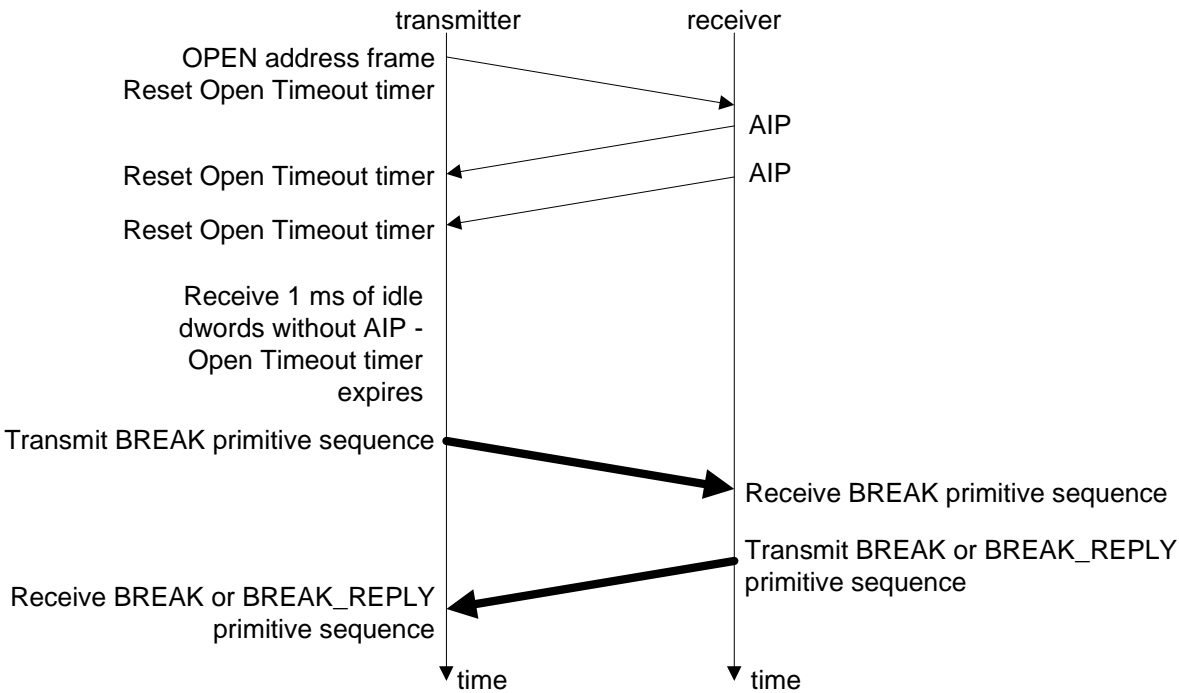 transmitter
receiver
OPEN address frame
Reset Open Timeout timer
AIP
Reset Open Timeout timer
AIP
Reset Open Timeout timer
Receive 1 ms of idle
dwords without AIP -
Open Timeout timer
expires
Transmit BREAK primitive sequence
Receive BREAK primitive sequence
Transmit BREAK or BREAK_REPLY
primitive sequence
Receive BREAK or BREAK_REPLY
primitive sequence
time
time